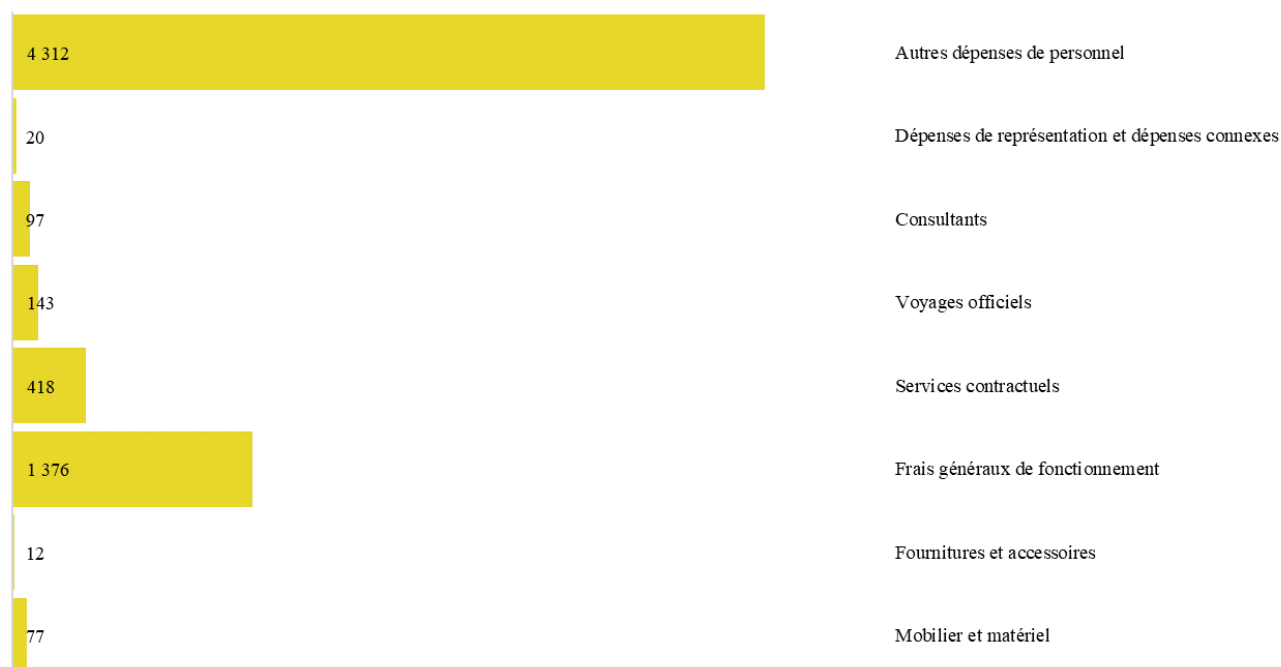 4 312 Autres dépenses de personnel
20 Dépenses de représentation et dépenses connexes
97 Consultants
143 Voyages officiels
418 Services contractuels
1 376 Frais généraux de fonctionnement
12 Fournitures et accessoires
77 Mobilier et matériel